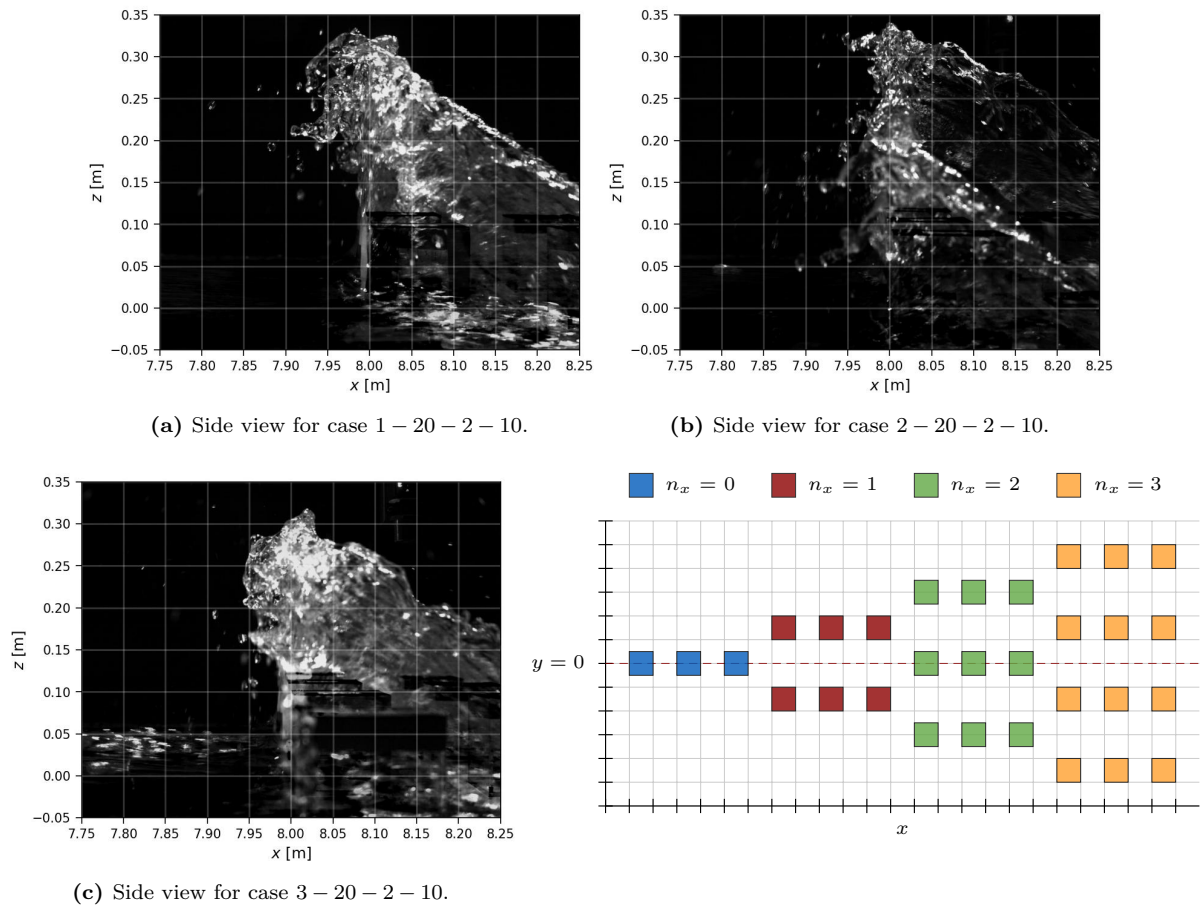 0.35
0.30
0.25
0.20
0.15
0.10
0.05
0.00
−0.05
z [m]
7.75 7.80 7.85 7.90 7.95 8.00 8.05 8.10 8.15 8.20 8.25
x [m]
(a) Side view for case 1 − 20 − 2 − 10.
0.35
0.30
0.25
0.20
0.15
0.10
0.05
0.00
−0.05
z [m]
7.75 7.80 7.85 7.90 7.95 8.00 8.05 8.10 8.15 8.20 8.25
x [m]
(b) Side view for case 2 − 20 − 2 − 10.
0.35
0.30
0.25
0.20
0.15
0.10
0.05
0.00
−0.05
z [m]
7.75 7.80 7.85 7.90 7.95 8.00 8.05 8.10 8.15 8.20 8.25
x [m]
(c) Side view for case 3 − 20 − 2 − 10.
n_x = 0 n_x = 1 n_x = 2 n_x = 3
y = 0
x